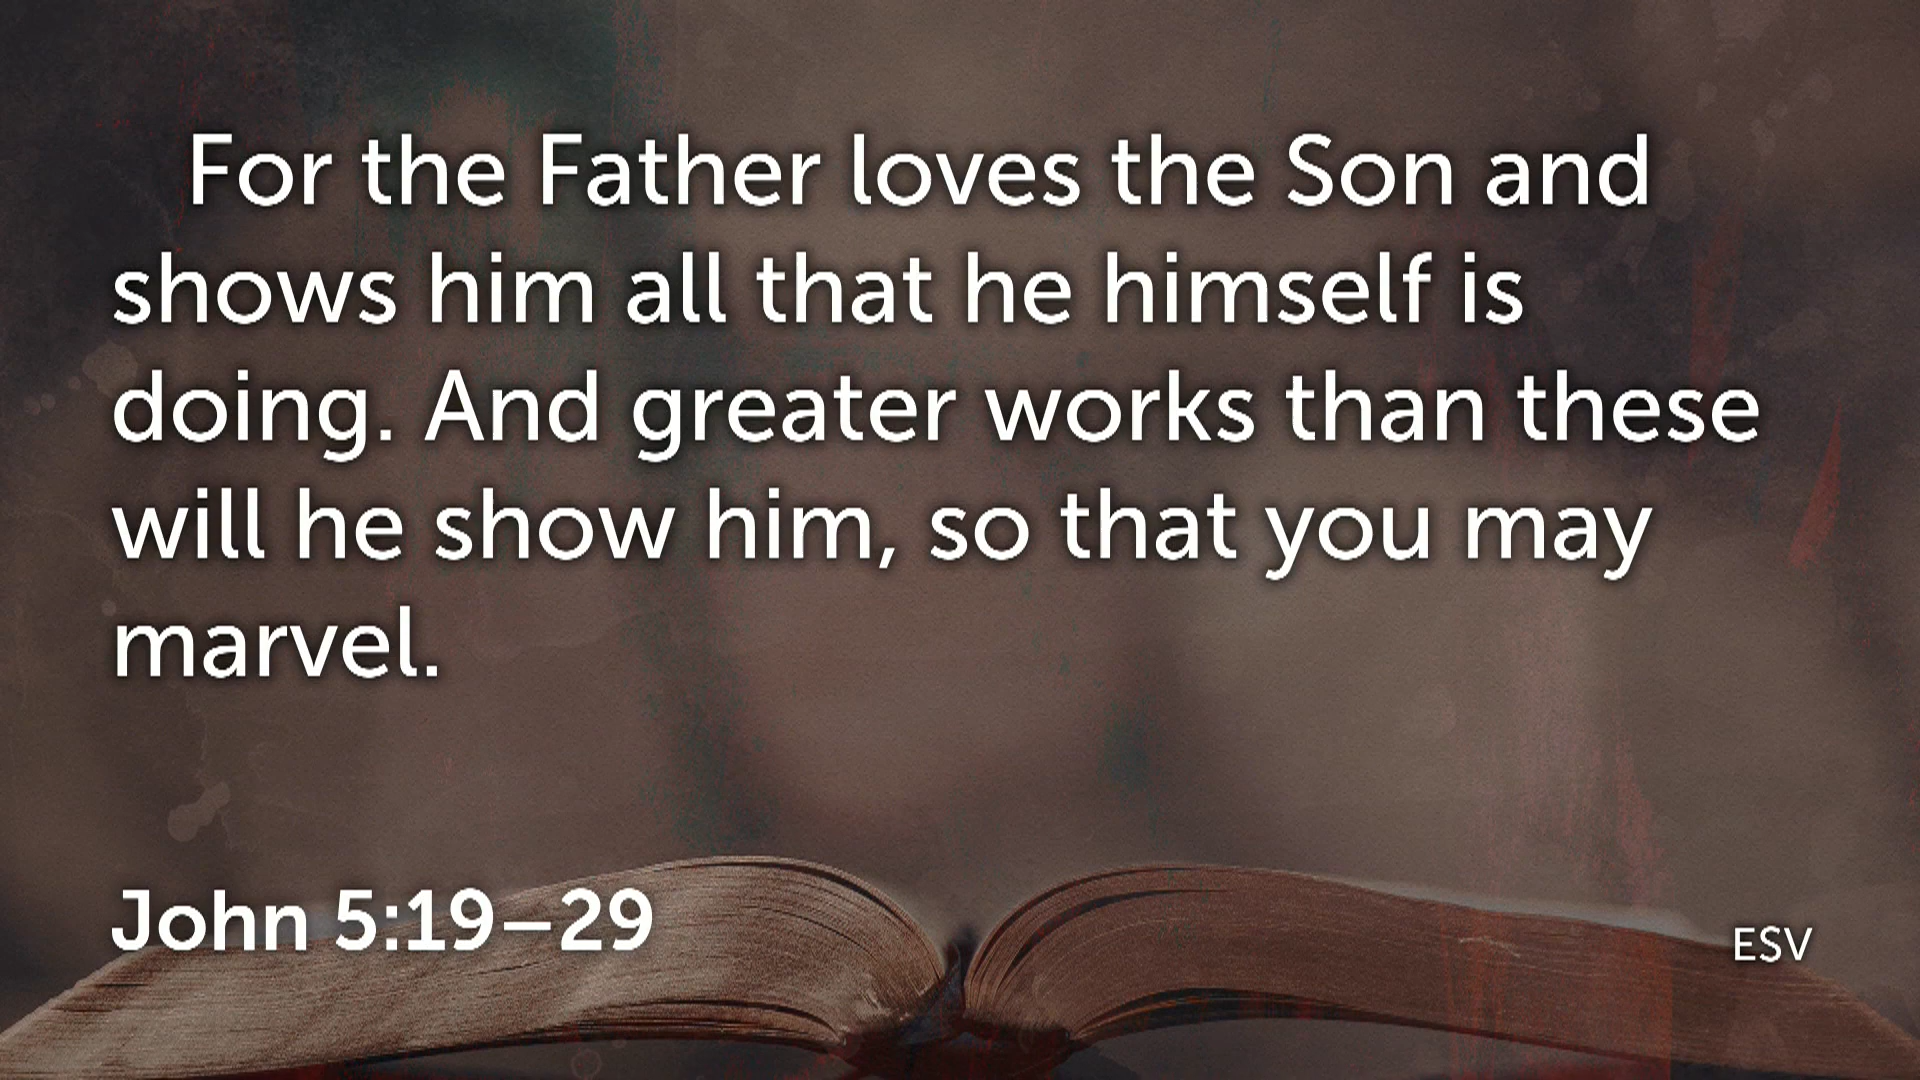 For the Father loves the Son and
shows him all that he himself is
doing. And greater works than these
will he show him, so that you may
marvel.
John 5:19–29
ESV